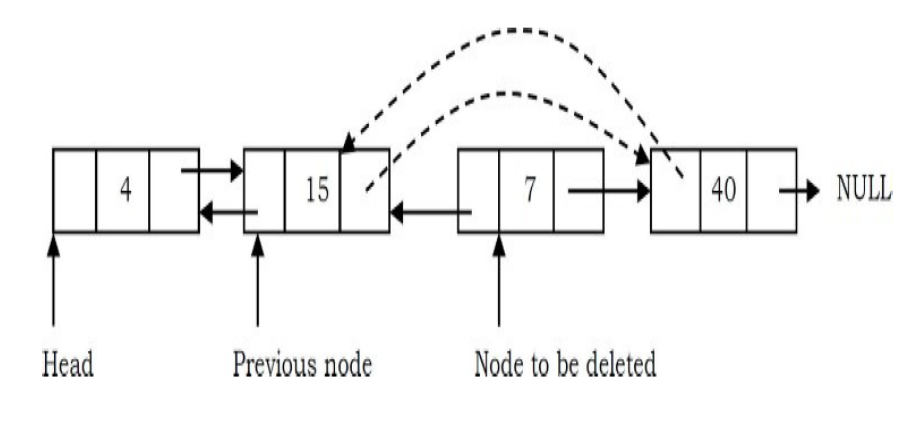 4 15 7 40 NULL
Head Previous node Node to be deleted